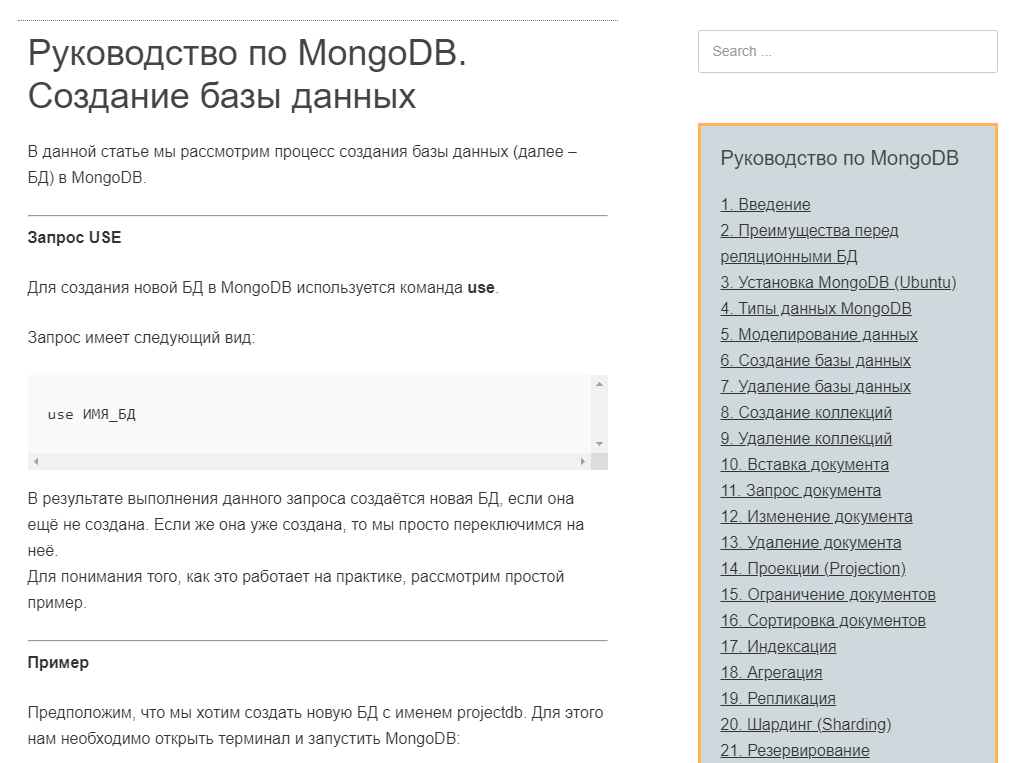 Руководство по MongoDB.
Создание базы данных
В данной статье мы рассмотрим процесс создания базы данных (далее –
БД) в MongoDB.
Запрос USE
Для создания новой БД в MongoDB используется команда use.
Запрос имеет следующий вид:
use ИМЯ_БД
В результате выполнения данного запроса создаётся новая БД, если она
ещё не создана. Если же она уже создана, то мы просто переключимся на
неё.
Для понимания того, как это работает на практике, рассмотрим простой
пример.
Пример
Предположим, что мы хотим создать новую БД с именем projectdb. Для этого
нам необходимо открыть терминал и запустить MongoDB:
Search ...
Руководство по MongoDB
1. Введение
2. Преимущества перед
реляционными БД
3. Установка MongoDB (Ubuntu)
4. Типы данных MongoDB
5. Моделирование данных
6. Создание базы данных
7. Удаление базы данных
8. Создание коллекций
9. Удаление коллекций
10. Вставка документа
11. Запрос документа
12. Изменение документа
13. Удаление документа
14. Проекции (Projection)
15. Ограничение документов
16. Сортировка документов
17. Индексация
18. Агрегация
19. Репликация
20. Шардинг (Sharding)
21. Резервирование